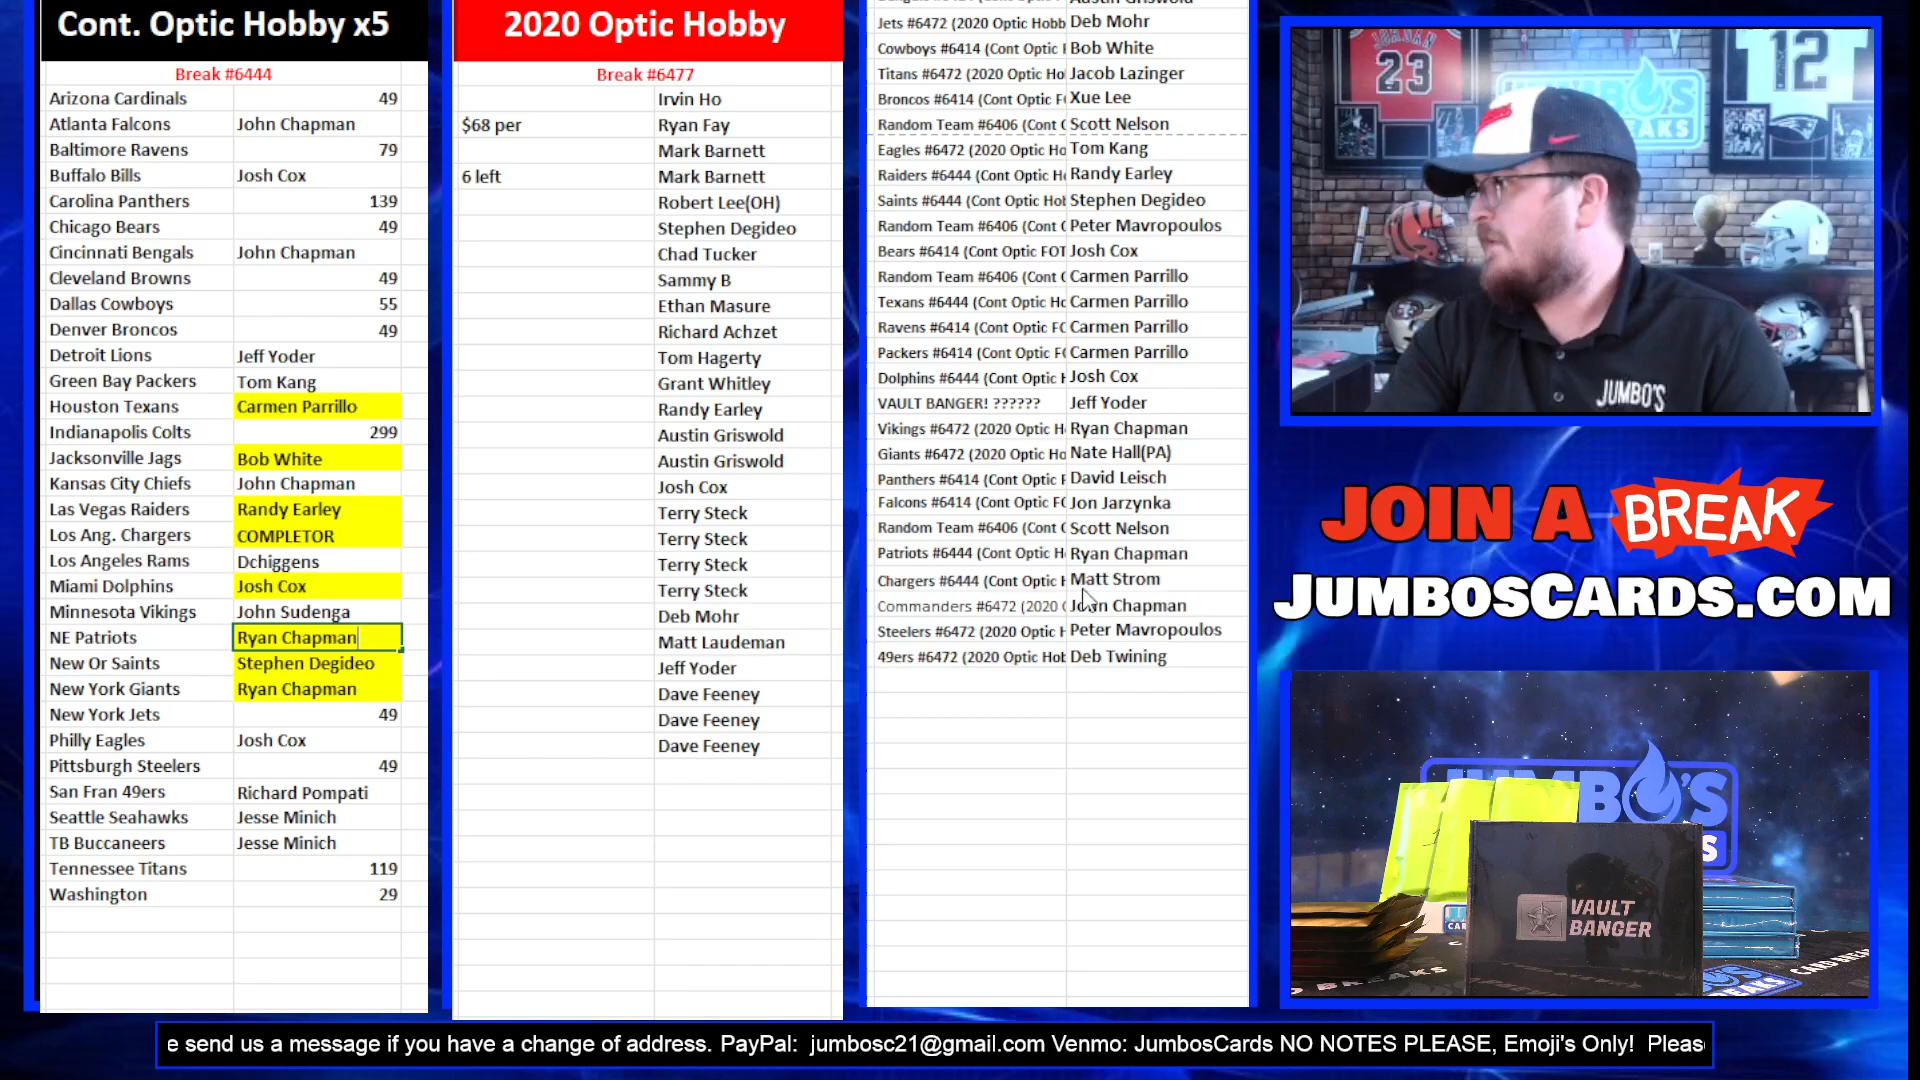 Cont. Optic Hobby x5
Break #6444
Arizona Cardinals 49
Atlanta Falcons John Chapman
Baltimore Ravens 79
Buffalo Bills Josh Cox
Carolina Panthers 139
Chicago Bears 49
Cincinnati Bengals John Chapman
Cleveland Browns 49
Dallas Cowboys 55
Denver Broncos 49
Detroit Lions Jeff Yoder
Green Bay Packers Tom Kang
Houston Texans Carmen Parrillo
Indianapolis Colts 299
Jacksonville Jags Bob White
Kansas City Chiefs John Chapman
Las Vegas Raiders Randy Earley
Los Ang. Chargers COMPLETOR
Los Angeles Rams Dchiggens
Miami Dolphins Josh Cox
Minnesota Vikings John Sudenga
NE Patriots Ryan Chapman
New Or Saints Stephen Degideo
New York Giants Ryan Chapman
New York Jets 49
Philly Eagles Josh Cox
Pittsburgh Steelers 49
San Fran 49ers Richard Pompati
Seattle Seahawks Jesse Minich
TB Buccaneers Jesse Minich
Tennessee Titans 119
Washington 29
2020 Optic Hobby
Break #6477
Irvin Ho
$68 per Ryan Fay
Mark Barnett
6 left Mark Barnett
Robert Lee(OH)
Stephen Degideo
Chad Tucker
Sammy B
Ethan Masure
Richard Achzet
Tom Hagerty
Grant Whitley
Randy Earley
Austin Griswold
Austin Griswold
Josh Cox
Terry Steck
Terry Steck
Terry Steck
Terry Steck
Deb Mohr
Matt Laudeman
Jeff Yoder
Dave Feeney
Dave Feeney
Dave Feeney
Jets #6472 (2020 Optic Hobb Deb Mohr
Cowboys #6414 (Cont Optic Bob White
Titans #6472 (2020 Optic Ho Jacob Lazinger
Broncos #6414 (Cont Optic F Xue Lee
Random Team #6406 (Cont Scott Nelson
Eagles #6472 (2020 Optic Ho Tom Kang
Raiders #6444 (Cont Optic H Randy Earley
Saints #6444 (Cont Optic Hol Stephen Degideo
Random Team #6406 (Cont Peter Mavropoulos
Bears #6414 (Cont Optic FOT Josh Cox
Random Team #6406 (Cont Carmen Parrillo
Texans #6444 (Cont Optic Ho Carmen Parrillo
Ravens #6414 (Cont Optic FC Carmen Parrillo
Packers #6414 (Cont Optic F Carmen Parrillo
Dolphins #6444 (Cont Optic Josh Cox
VAULT BANGER! ?????? Jeff Yoder
Vikings #6472 (2020 Optic H Ryan Chapman
Giants #6472 (2020 Optic Ho Nate Hall(PA)
Panthers #6414 (Cont Optic David Leisch
Falcons #6414 (Cont Optic FO Jon Jarzynka
Random Team #6406 (Cont Scott Nelson
Patriots #6444 (Cont Optic H Ryan Chapman
Chargers #6444 (Cont Optic Matt Strom
Commanders #6472 (2020 John Chapman
Steelers #6472 (2020 Optic Peter Mavropoulos
49ers #6472 (2020 Optic Hob Deb Twining
JORDAN
23
12
JUMBO'S
JOIN A BREAK
JUMBOSCARDS.COM
VAULT
BANGER
e send us a message if you have a change of address. PayPal: jumbosc21@gmail.com Venmo: JumbosCards NO NOTES PLEASE, Emoji's Only! Pleas